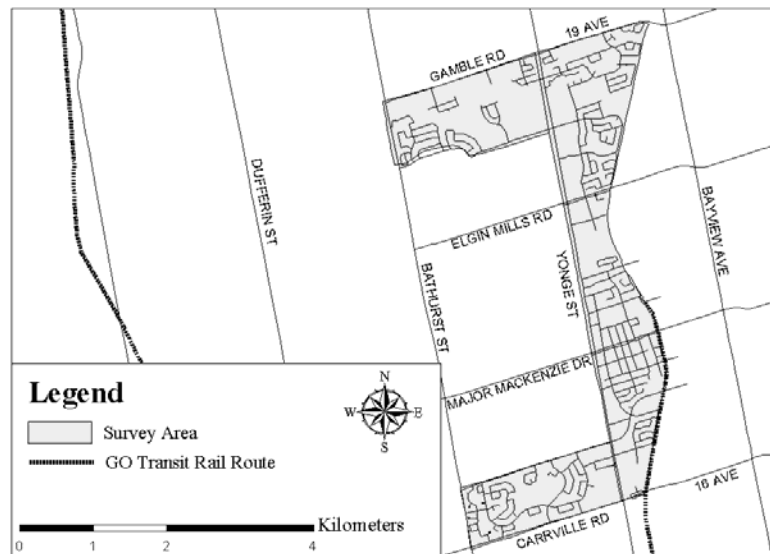 19 AVE
GAMBLE RD
DUFFERIN ST
ELGIN MILLS RD
BATHURST ST
YONGE ST
BAYVIEW AVE
MAJOR MACKENZIE DR
16 AVE
CARRVILLE RD
Legend
Survey Area
GO Transit Rail Route
N
W E
S
Kilometers
0 1 2 4